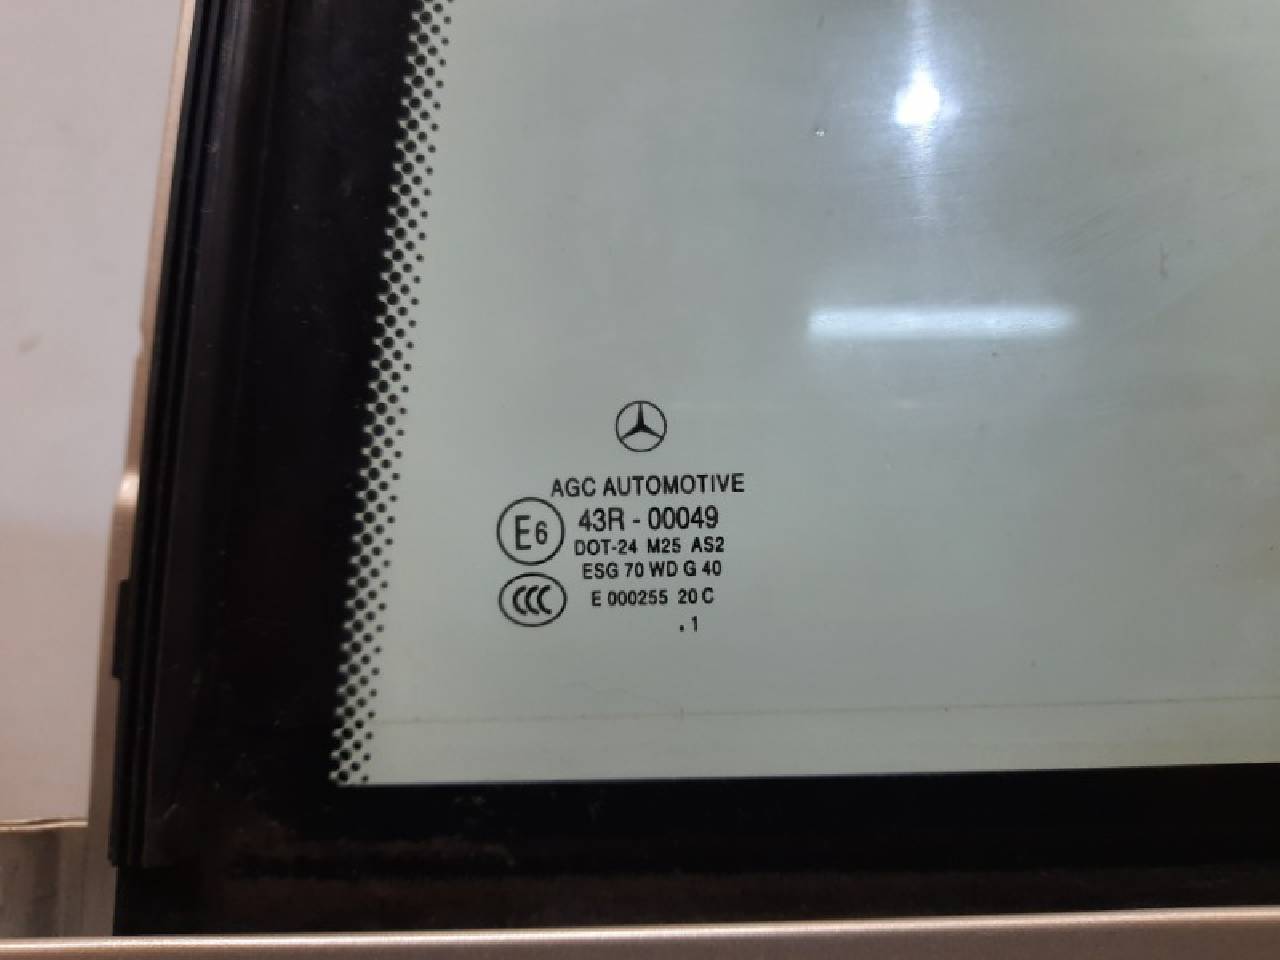 AGC AUTOMOTIVE
E6 43R - 00049
DOT-24 M25 AS2
ESG 70 WD G 40
CCC E 000255 20 C
. 1